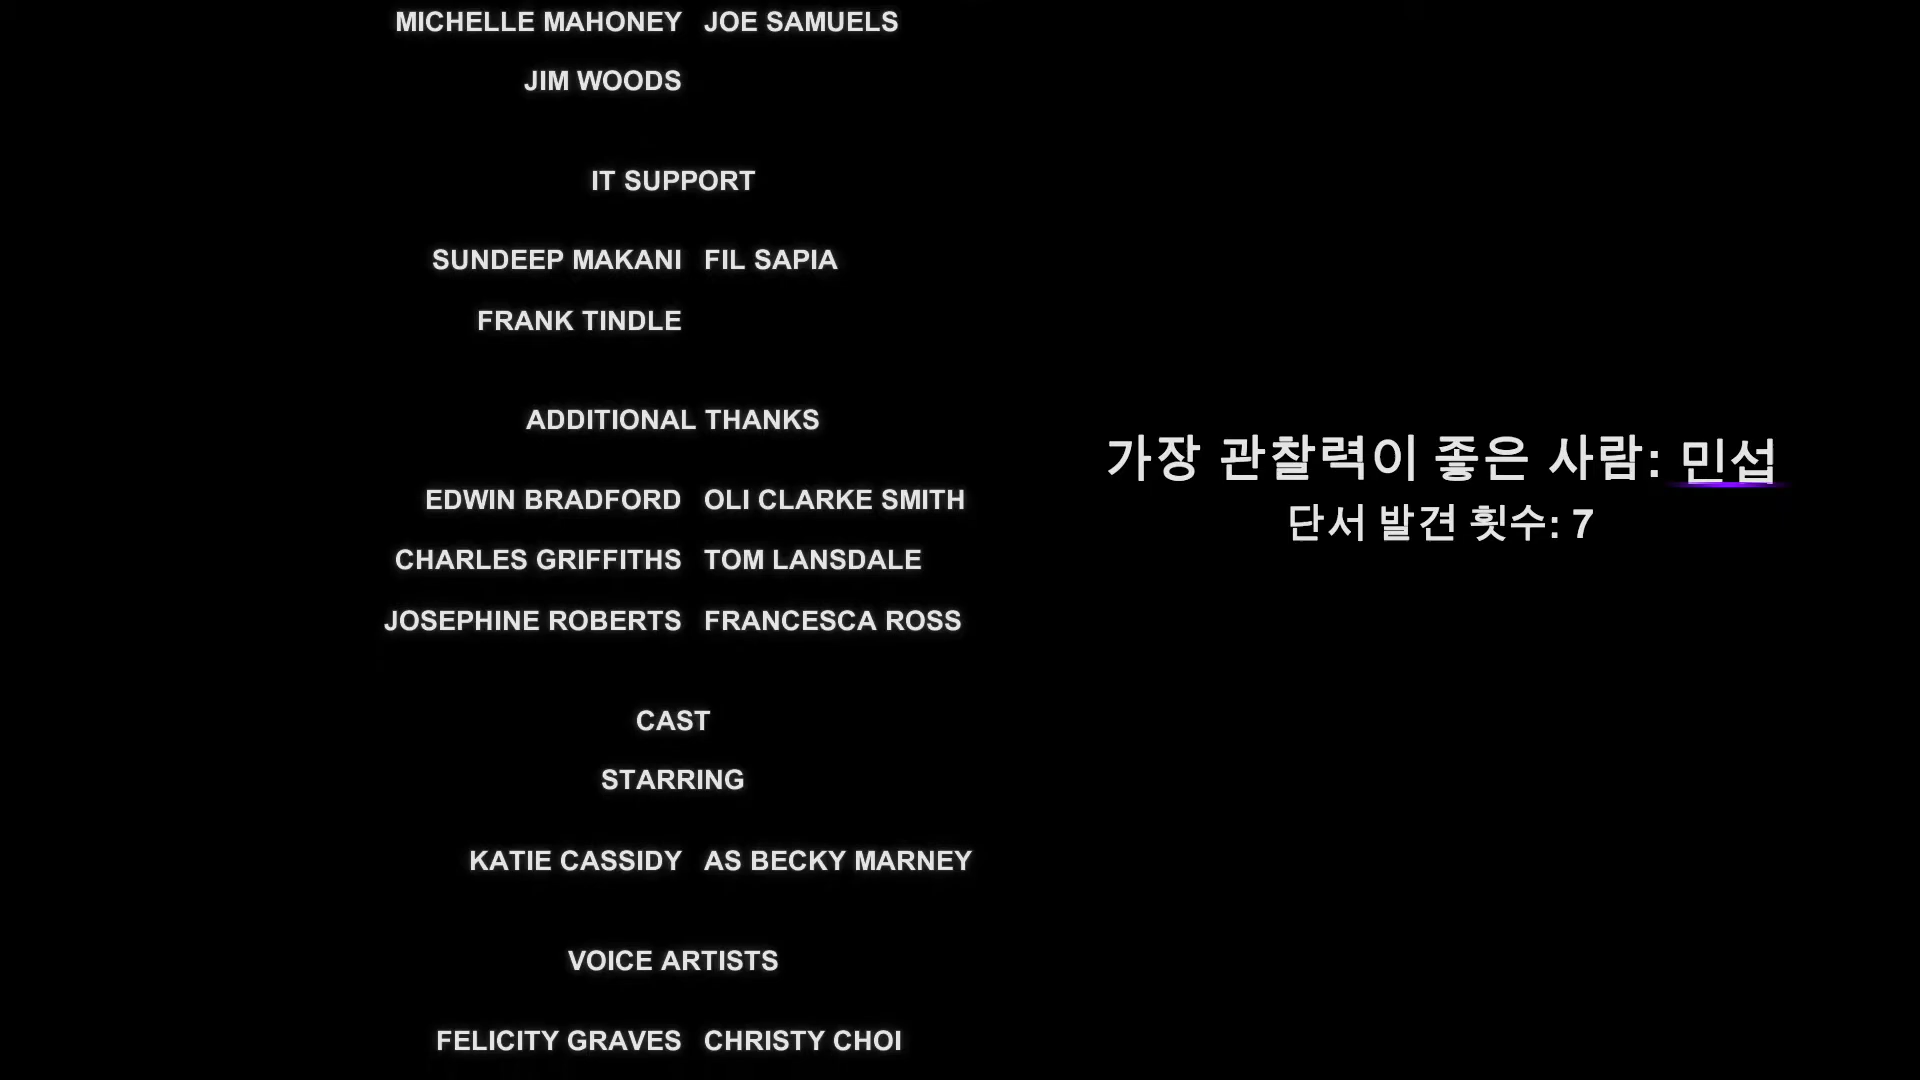 MICHELLE MAHONEY JOE SAMUELS
JIM WOODS
IT SUPPORT
SUNDEEP MAKANI FIL SAPIA
FRANK TINDLE
ADDITIONAL THANKS
EDWIN BRADFORD OLI CLARKE SMITH
CHARLES GRIFFITHS TOM LANSDALE
JOSEPHINE ROBERTS FRANCESCA ROSS
CAST
STARRING
KATIE CASSIDY AS BECKY MARNEY
VOICE ARTISTS
FELICITY GRAVES CHRISTY CHOI
가장 관찰력이 좋은 사람: 민섭
단서 발견 횟수: 7